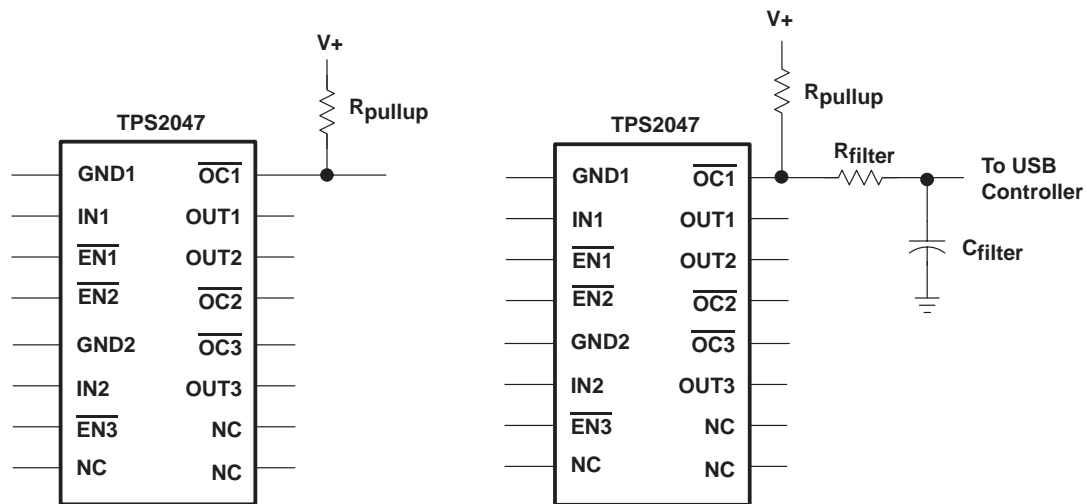 V+
Rpullup
TPS2047
GND1 OC1
IN1 OUT1
EN1 OUT2
EN2 OC2
GND2 OC3
IN2 OUT3
EN3 NC
NC NC
V+
Rpullup
TPS2047
Rfilter
To USB
Controller
GND1 OC1
IN1 OUT1
EN1 OUT2
EN2 OC2
Cfilter
GND2 OC3
IN2 OUT3
EN3 NC
NC NC